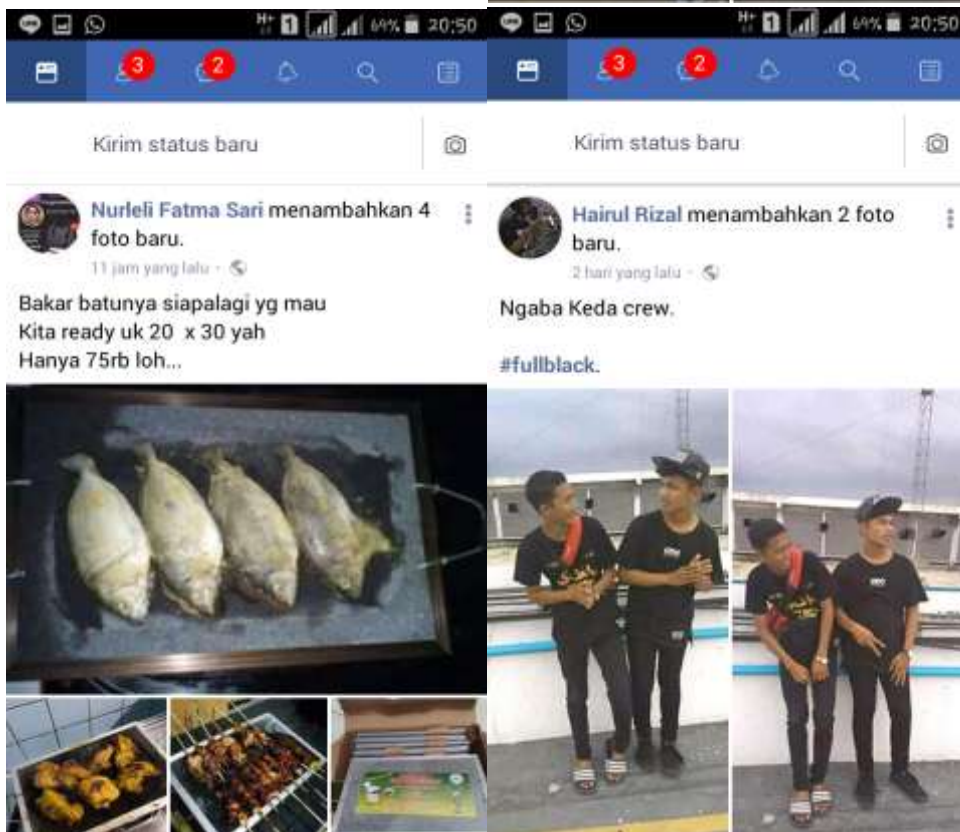 69% 20:50
3
2
Kirim status baru
Nurleli Fatma Sari menambahkan 4
foto baru.
11 jam yang lalu
Bakar batunya siapalagi yg mau
Kita ready uk 20 x 30 yah
Hanya 75rb loh...
69% 20:50
3
2
Kirim status baru
Hairul Rizal menambahkan 2 foto
baru.
2 hari yang lalu
Ngaba Keda crew.
#fullblack.